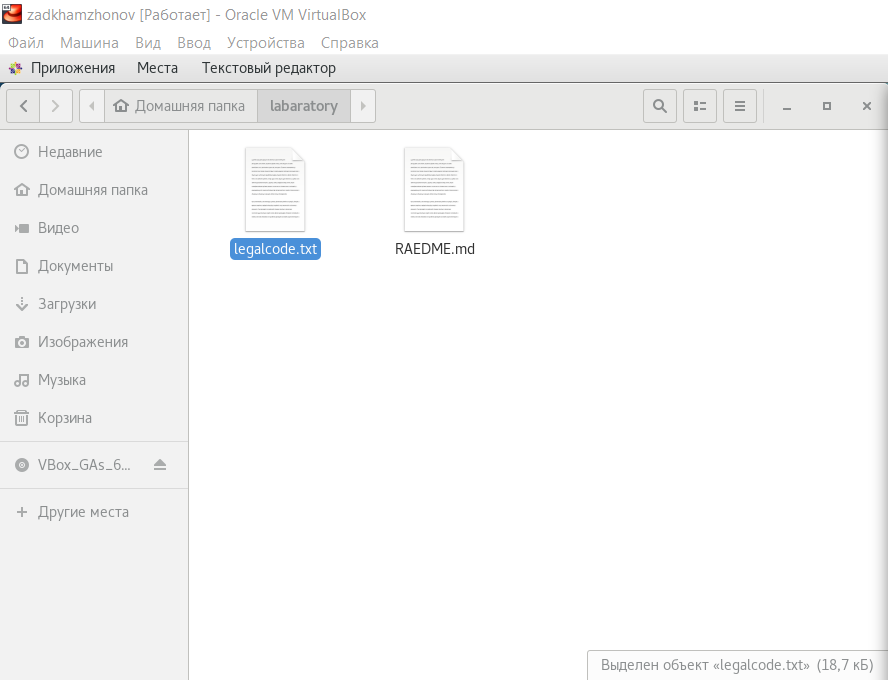 zadkhamzhonov [Работает] - Oracle VM VirtualBox
Файл Машина Вид Ввод Устройства Справка
Приложения Места Текстовый редактор
Домашняя папка labaratory
Недавние
Домашняя папка
Видео
Документы
Загрузки
Изображения
Музыка
Корзина
VBox_GAs_6...
Другие места
legalcode.txt RAEDME.md
Выделен объект «legalcode.txt» (18,7 кБ)